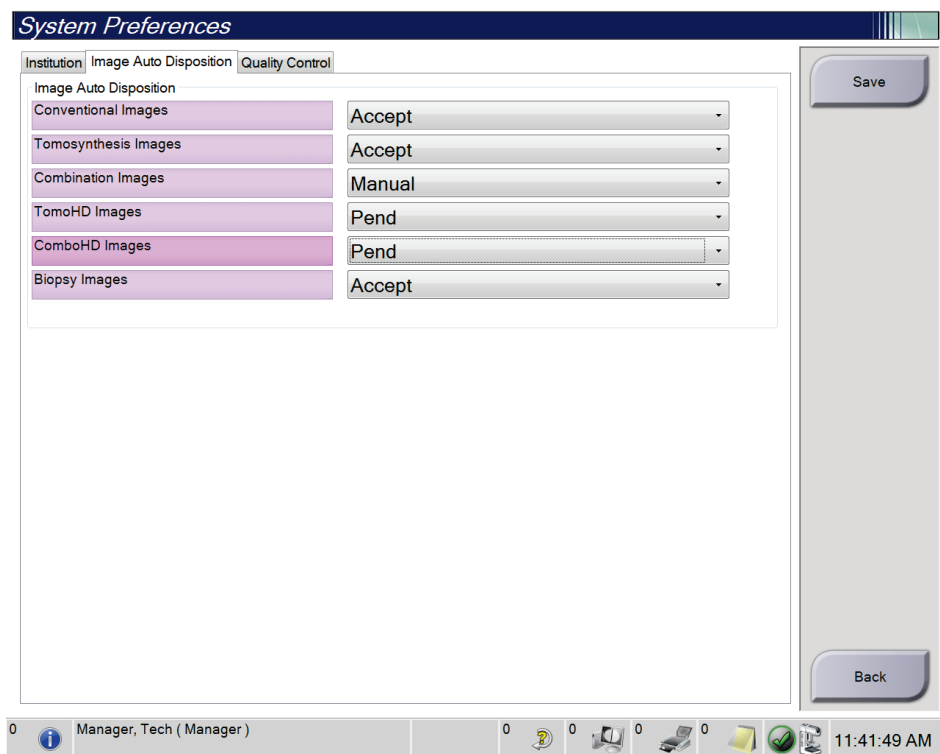 System Preferences
Institution Image Auto Disposition Quality Control
Save
Image Auto Disposition
Conventional Images Accept
Tomosynthesis Images Accept
Combination Images Manual
TomoHD Images Pend
ComboHD Images Pend
Biopsy Images Accept
Back
0 Manager, Tech ( Manager ) 0 0 0 0 11:41:49 AM